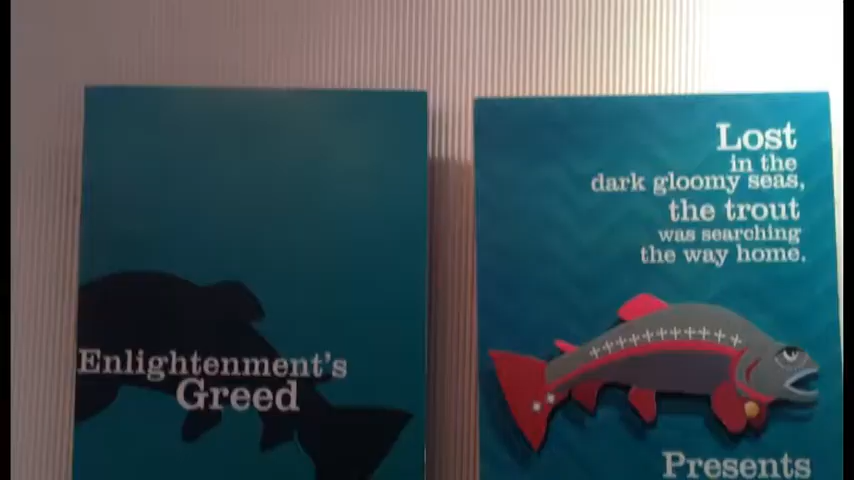 Enlightenment's
Greed
Lost
in the
dark gloomy seas,
the trout
was searching
the way home.
Presents